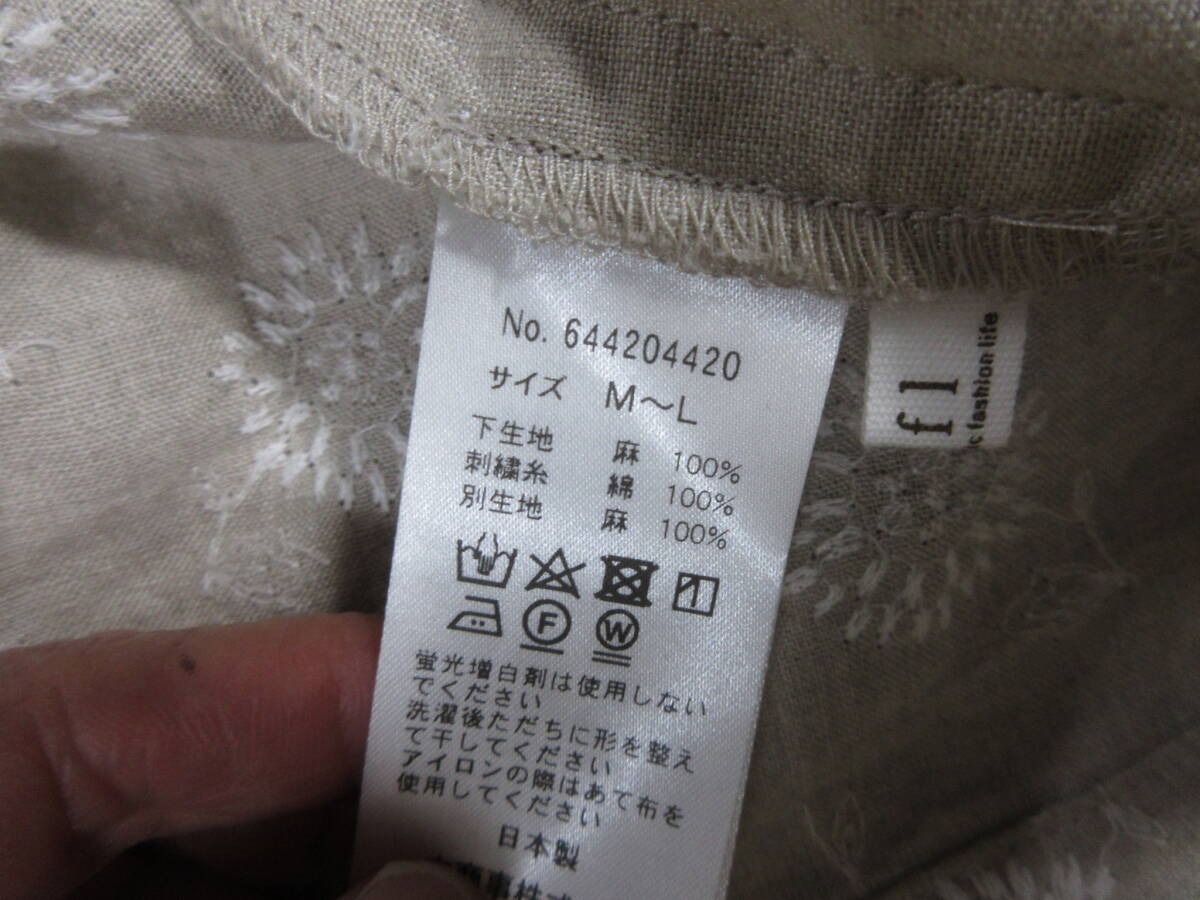 No. 644204420
サイズ M～L
下生地 麻 100%
刺繍糸 綿 100%
別生地 麻 100%
F W
蛍光増白剤は使用しない
でください
洗濯後ただちに形を整え
て干してください
アイロンの際はあて布を
使用してください
日本製
商事株式
f l
fashion life